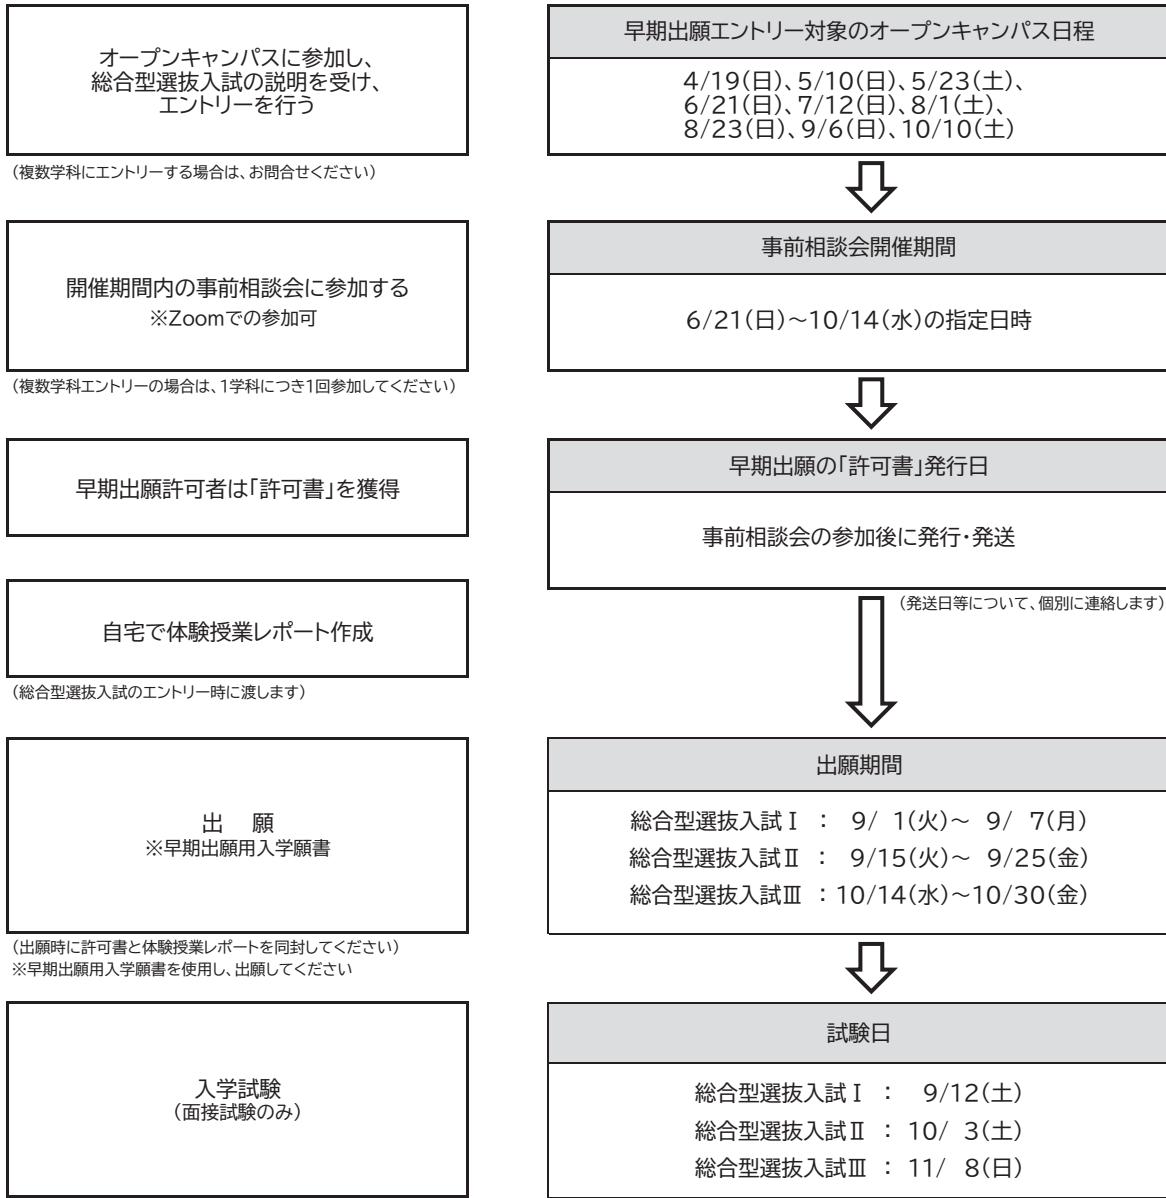 オープンキャンパスに参加し、
総合型選抜入試の説明を受け、
エントリーを行う
(複数学科にエントリーする場合は、お問合せください)
早期出願エントリー対象のオープンキャンパス日程
4/19(日)、5/10(日)、5/23(土)、
6/21(日)、7/12(日)、8/1(土)、
8/23(日)、9/6(日)、10/10(土)
開催期間内の事前相談会に参加する
※Zoomでの参加可
(複数学科エントリーの場合は、1学科につき1回参加してください)
事前相談会開催期間
6/21(日)~10/14(水)の指定日時
早期出願許可者は「許可書」を獲得
早期出願の「許可書」発行日
事前相談会の参加後に発行・発送
(発送日等について、個別に連絡します)
自宅で体験授業レポート作成
(総合型選抜入試のエントリー時に渡します)
出 願
※早期出願用入学願書
(出願時に許可書と体験授業レポートを同封してください)
※早期出願用入学願書を使用し、出願してください
出願期間
総合型選抜入試Ⅰ : 9/ 1(火)~ 9/ 7(月)
総合型選抜入試Ⅱ : 9/15(火)~ 9/25(金)
総合型選抜入試Ⅲ : 10/14(水)~10/30(金)
入学試験
(面接試験のみ)
試験日
総合型選抜入試Ⅰ : 9/12(土)
総合型選抜入試Ⅱ : 10/ 3(土)
総合型選抜入試Ⅲ : 11/ 8(日)